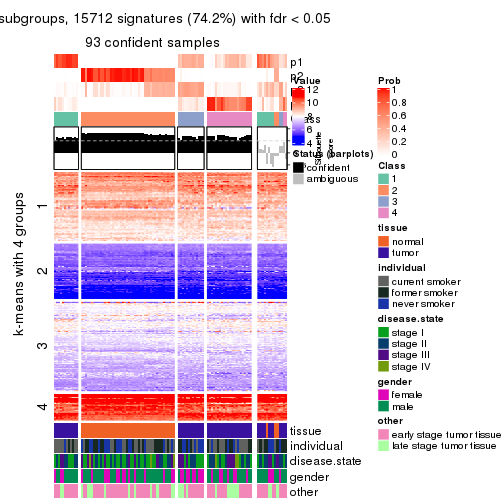 subgroups, 15712 signatures (74.2%) with fdr < 0.05
93 confident samples
p1
p2
Value
12
10
8
6
4
Silhouette
score
Status (barplots)
confident
ambiguous
Prob
1
0.8
0.6
0.4
0.2
0
Class
1
2
3
4
tissue
normal
tumor
individual
current smoker
former smoker
never smoker
disease.state
stage I
stage II
stage III
stage IV
gender
female
male
other
early stage tumor tissue
late stage tumor tissue
k-means with 4 groups
1
2
3
4
tissue
individual
disease.state
gender
other